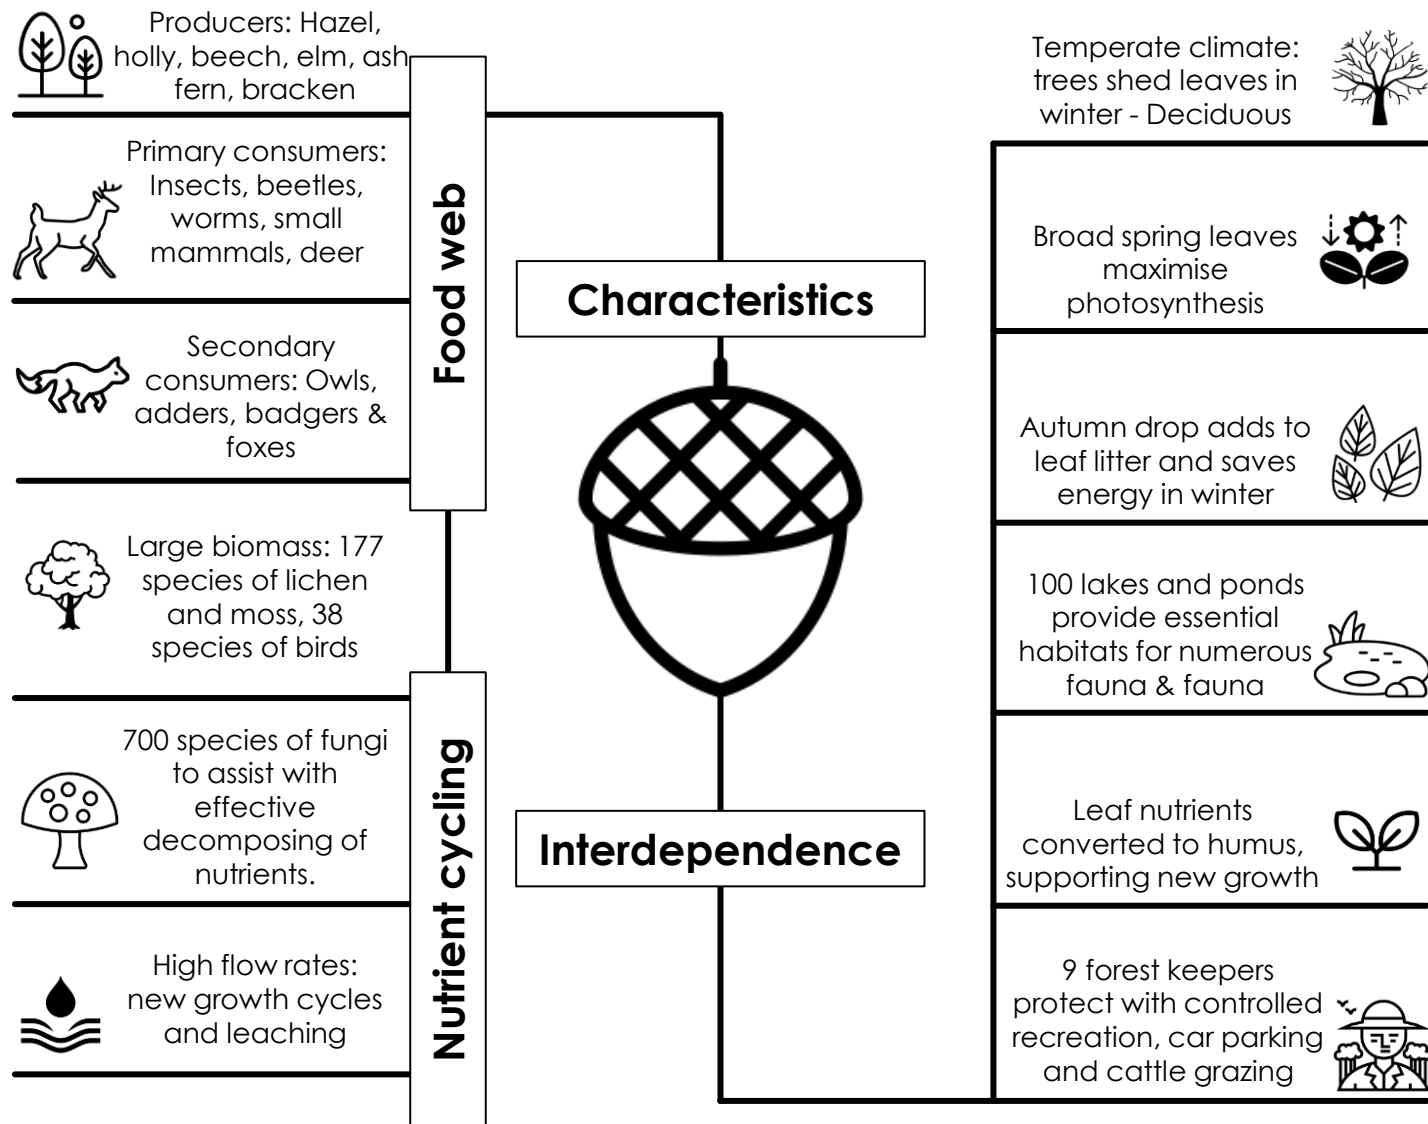 Producers: Hazel,
holly, beech, elm, ash
fern, bracken
Primary consumers:
Insects, beetles,
worms, small
mammals, deer
Secondary
consumers: Owls,
adders, badgers &
foxes
Food web
Large biomass: 177
species of lichen
and moss, 38
species of birds
700 species of fungi
to assist with
effective
decomposing of
nutrients.
High flow rates:
new growth cycles
and leaching
Nutrient cycling
Characteristics
Interdependence
Temperate climate:
trees shed leaves in
winter - Deciduous
Broad spring leaves
maximise
photosynthesis
Autumn drop adds to
leaf litter and saves
energy in winter
100 lakes and ponds
provide essential
habitats for numerous
fauna & fauna
Leaf nutrients
converted to humus,
supporting new growth
9 forest keepers
protect with controlled
recreation, car parking
and cattle grazing